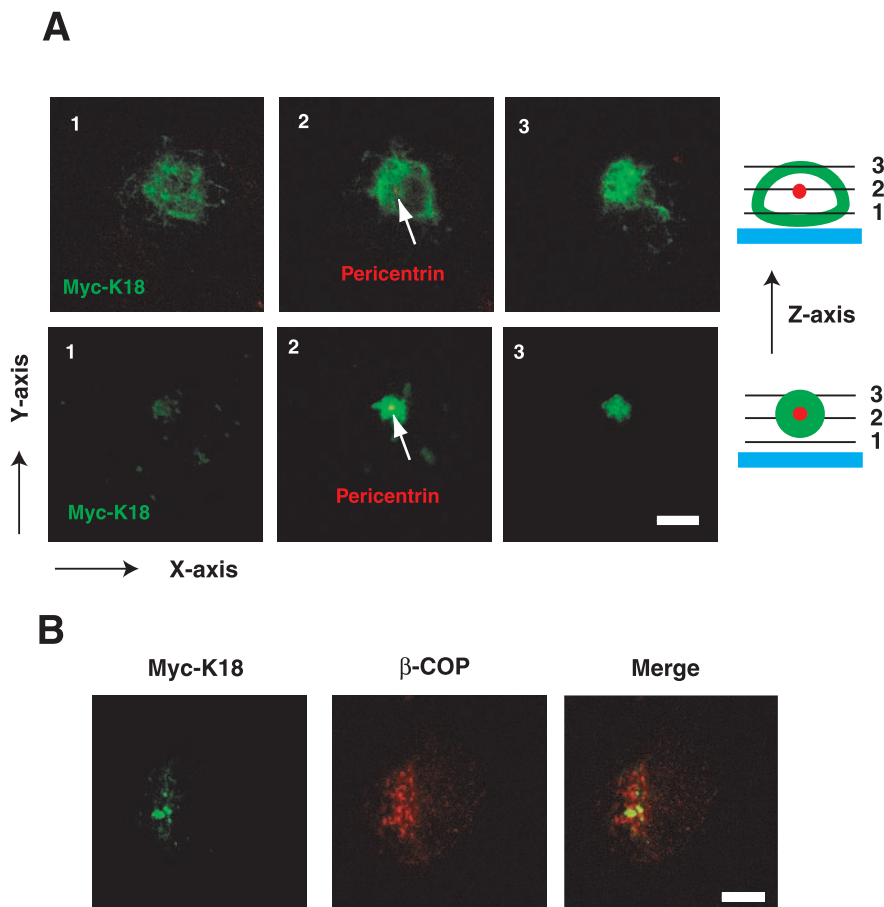 A
1
2
3
Myc-K18
Pericentrin
3
2
1
Z-axis
Y-axis
1
2
3
Myc-K18
Pericentrin
3
2
1
X-axis
B
Myc-K18
β-COP
Merge